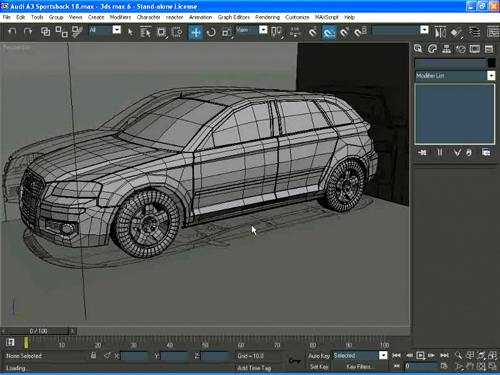 Audi A3 Sportsback 1B.max - 3ds max 6 - Stand-alone License
File Edit Tools Group Views Create Modifiers Character reactor Animation Graph Editors Rendering Customize MAXScript Help
All View
Perspective
Modifier List
0 / 100
0 10 20 30 40 50 60 70 80 90 100
None Selected X: Y: Z: Grid = 10.0 Auto Key Selected
Loading... Add Time Tag Set Key Key Filters... 0